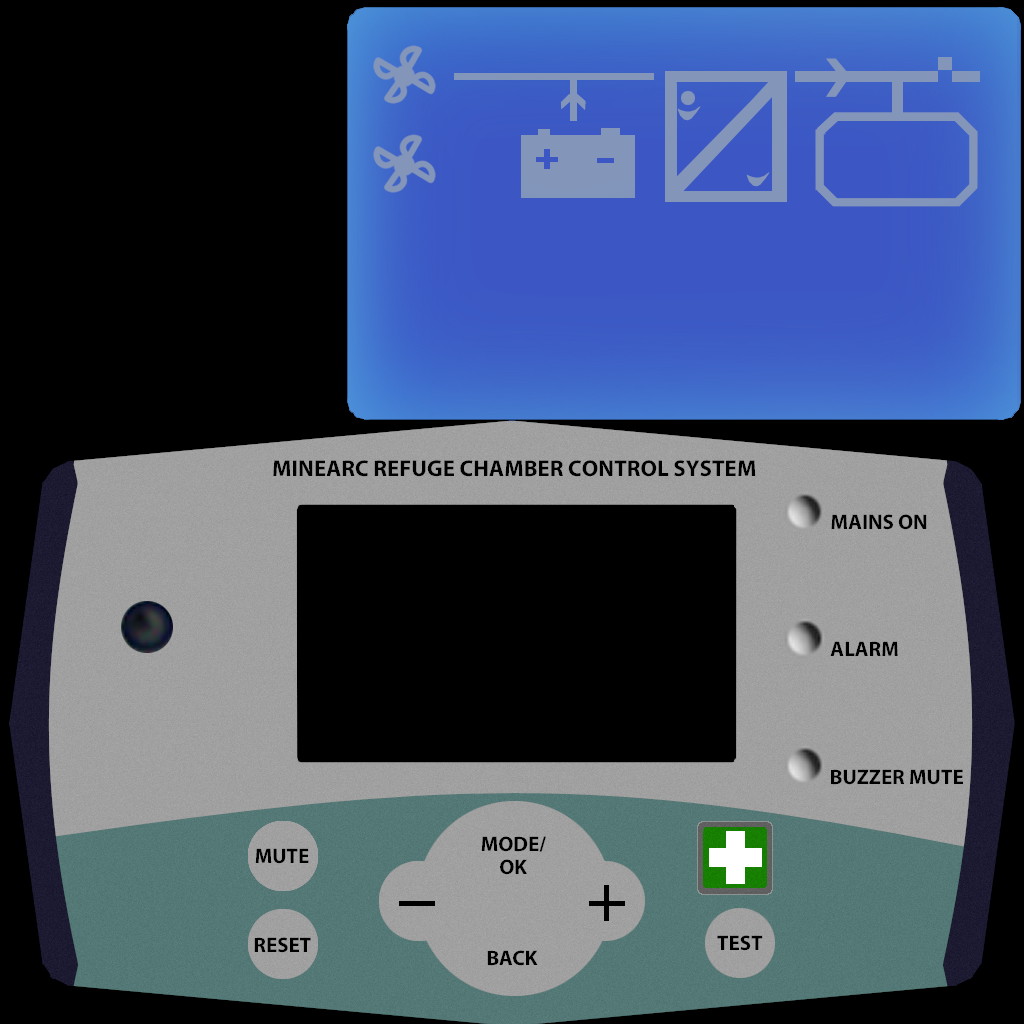 MINEARC REFUGE CHAMBER CONTROL SYSTEM
MAINS ON
ALARM
BUZZER MUTE
MUTE
MODE/
OK
RESET
BACK
TEST